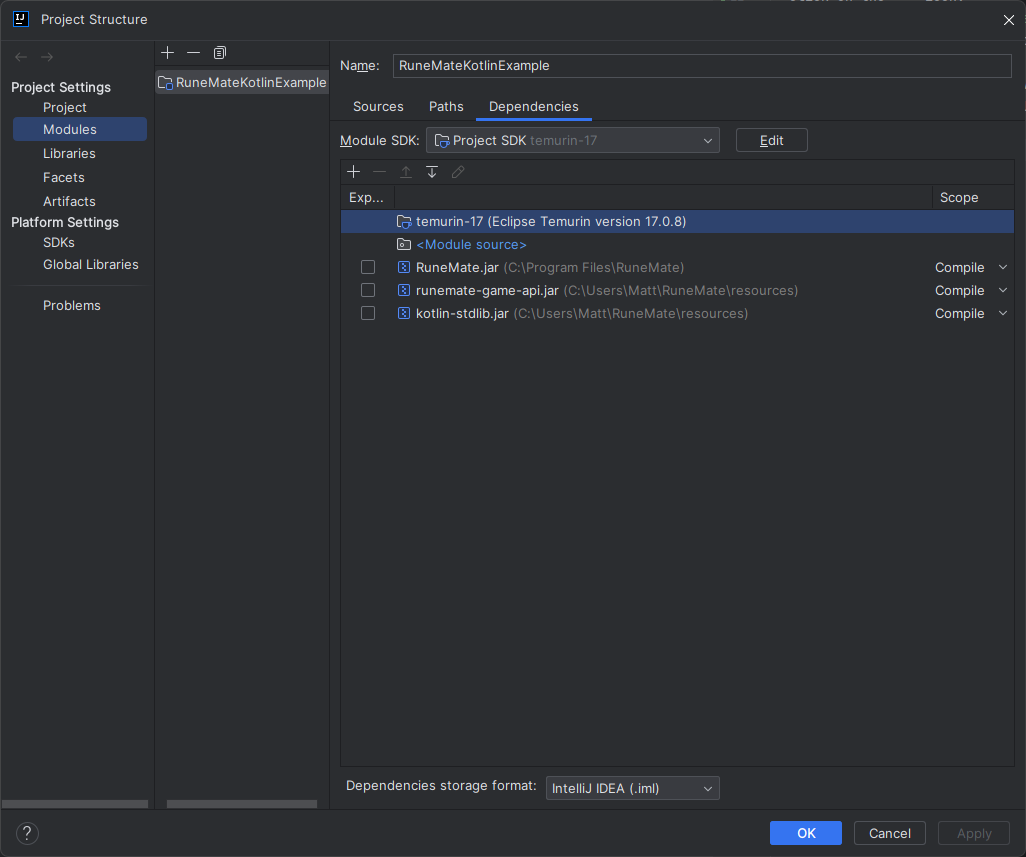 Project Structure
Project Settings
Project
Modules
Libraries
Facets
Artifacts
Platform Settings
SDKs
Global Libraries
Problems
RuneMateKotlinExample
Name: RuneMateKotlinExample
Sources Paths Dependencies
Module SDK: Project SDK temurin-17 Edit
Exp... Scope
temurin-17 (Eclipse Temurin version 17.0.8)
<Module source>
RuneMate.jar (C:\Program Files\RuneMate) Compile
runemate-game-api.jar (C:\Users\Matt\RuneMate\resources) Compile
kotlin-stdlib.jar (C:\Users\Matt\RuneMate\resources) Compile
Dependencies storage format: IntelliJ IDEA (.iml)
? OK Cancel Apply